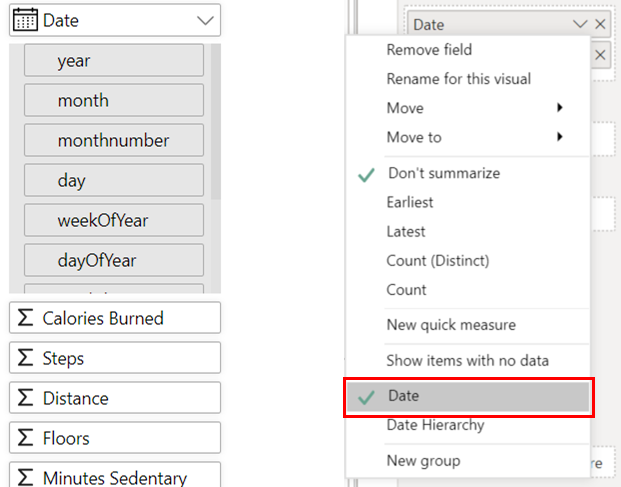 Date
year
month
monthnumber
day
weekOfYear
dayOfYear
Calories Burned
Steps
Distance
Floors
Minutes Sedentary
Date
Remove field
Rename for this visual
Move
Move to
Don't summarize
Earliest
Latest
Count (Distinct)
Count
New quick measure
Show items with no data
Date
Date Hierarchy
New group
re